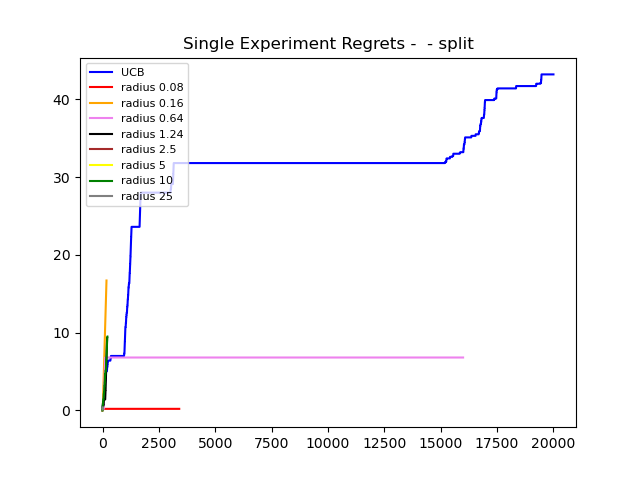 Single Experiment Regrets -  - split
UCB
radius 0.08
radius 0.16
radius 0.64
radius 1.24
radius 2.5
radius 5
radius 10
radius 25
40
30
20
10
0
0 2500 5000 7500 10000 12500 15000 17500 20000